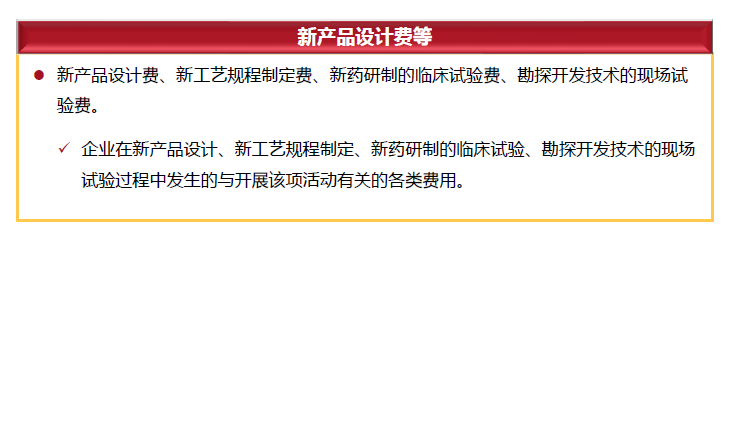 新产品设计费等
新产品设计费、新工艺规程制定费、新药研制的临床试验费、勘探开发技术的现场试
验费。
企业在新产品设计、新工艺规程制定、新药研制的临床试验、勘探开发技术的现场
试验过程中发生的与开展该项活动有关的各类费用。